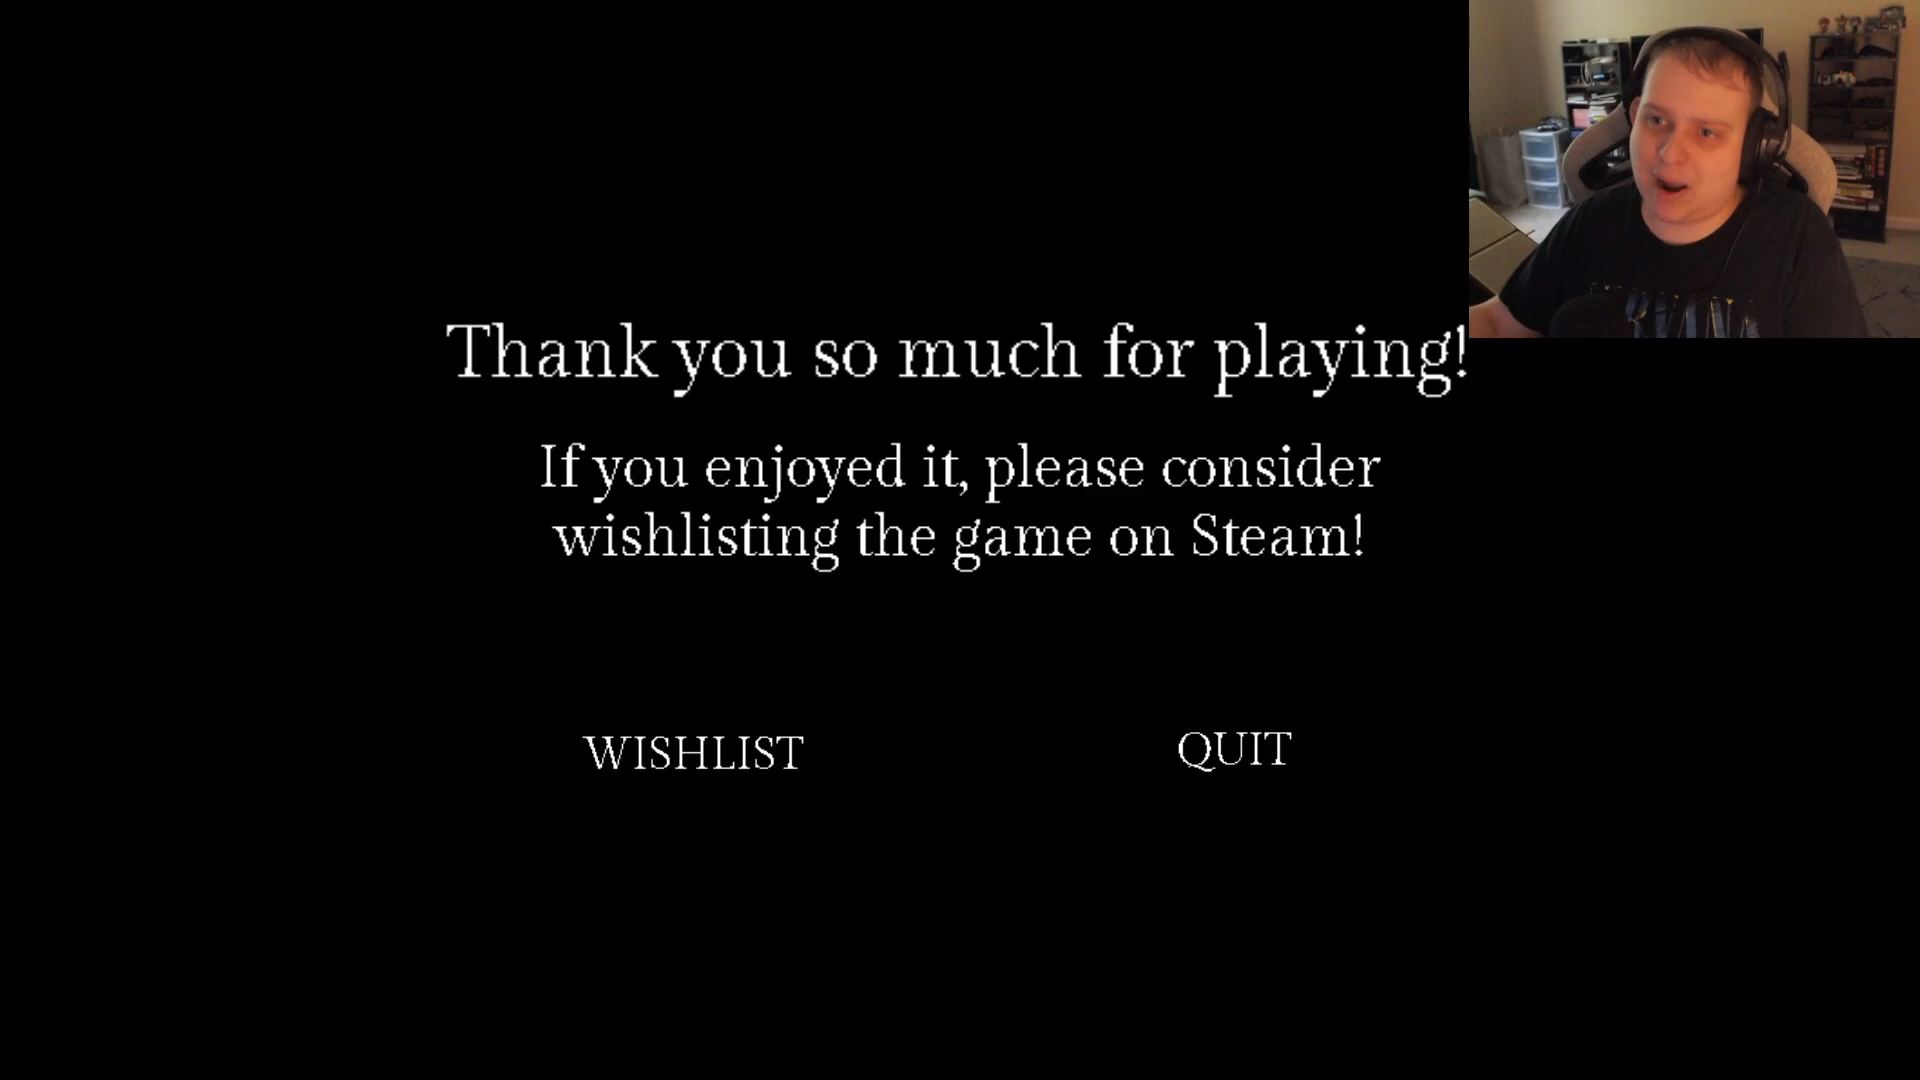 Thank you so much for playing!
If you enjoyed it, please consider
wishlisting the game on Steam!
WISHLIST
QUIT